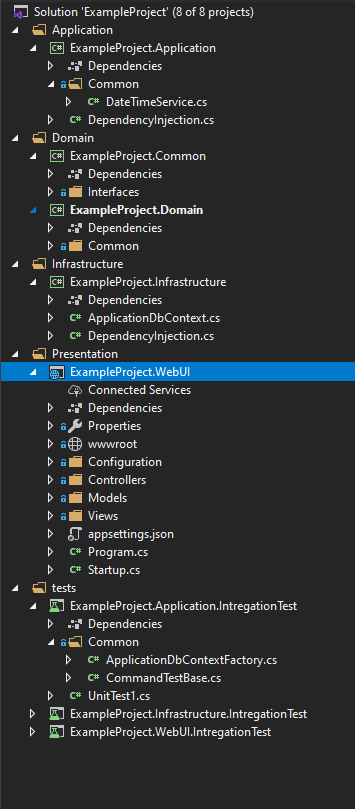 Solution 'ExampleProject' (8 of 8 projects)
Application
C# ExampleProject.Application
Dependencies
Common
C# DateTimeService.cs
C# DependencyInjection.cs
Domain
C# ExampleProject.Common
Dependencies
Interfaces
C# ExampleProject.Domain
Dependencies
Common
Infrastructure
C# ExampleProject.Infrastructure
Dependencies
C# ApplicationDbContext.cs
C# DependencyInjection.cs
Presentation
ExampleProject.WebUI
Connected Services
Dependencies
Properties
wwwroot
Configuration
Controllers
Models
Views
appsettings.json
C# Program.cs
C# Startup.cs
tests
ExampleProject.Application.IntregationTest
Dependencies
Common
C# ApplicationDbContextFactory.cs
C# CommandTestBase.cs
C# UnitTest1.cs
ExampleProject.Infrastructure.IntregationTest
ExampleProject.WebUI.IntregationTest